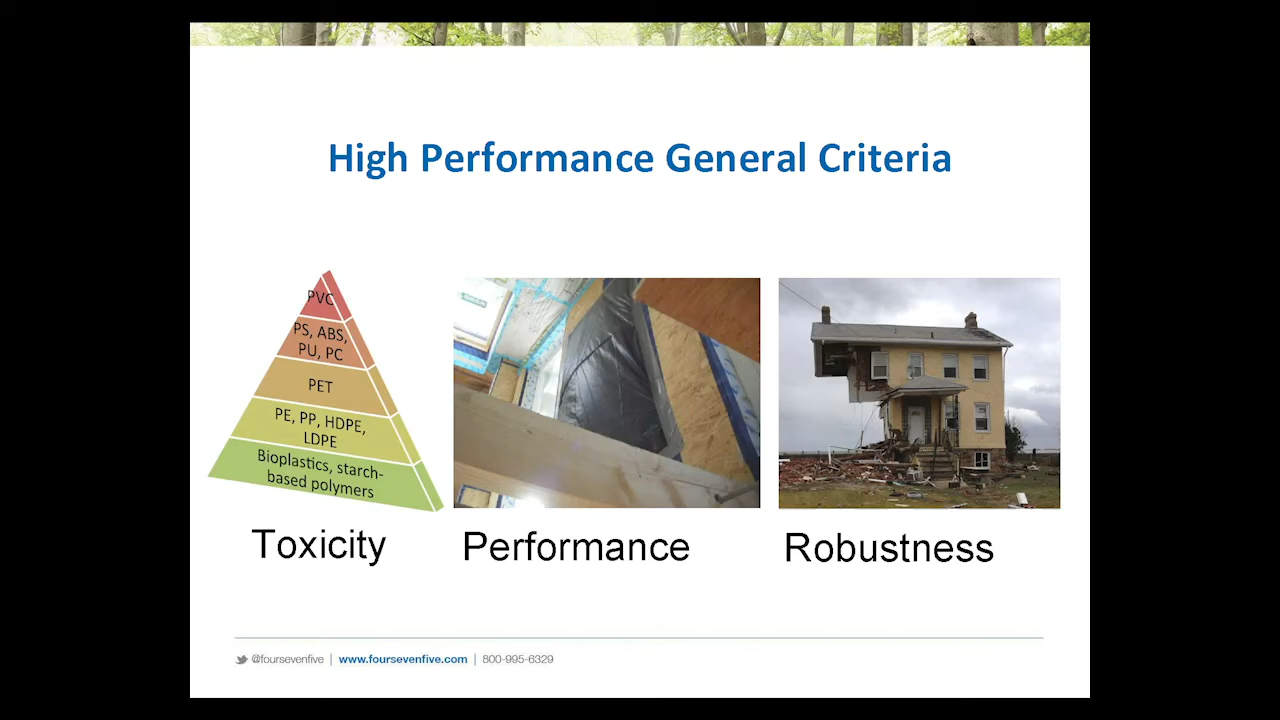 High Performance General Criteria
PVC
PS, ABS,
PU, PC
PET
PE, PP, HDPE,
LDPE
Bioplastics, starch-
based polymers
Toxicity
Performance
Robustness
@foursevenfive | www.foursevenfive.com | 800-995-6329